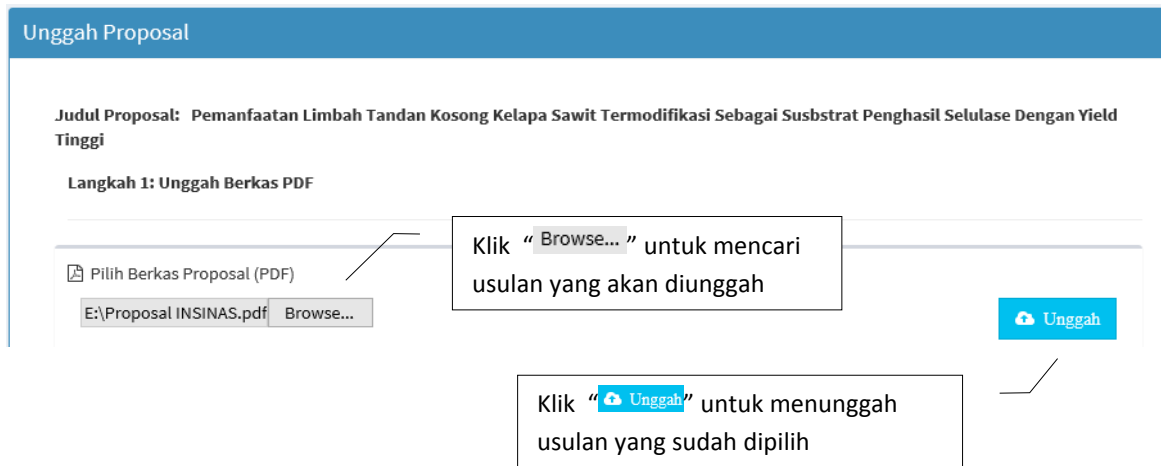 Unggah Proposal
Judul Proposal: Pemanfaatan Limbah Tandan Kosong Kelapa Sawit Termodifikasi Sebagai Susbstrat Penghasil Selulase Dengan Yield
Tinggi
Langkah 1: Unggah Berkas PDF
Klik “ Browse... ” untuk mencari
usulan yang akan diunggah
Pilih Berkas Proposal (PDF)
E:\Proposal INSINAS.pdf Browse...
Unggah
Klik “ Unggah” untuk menunggah
usulan yang sudah dipilih